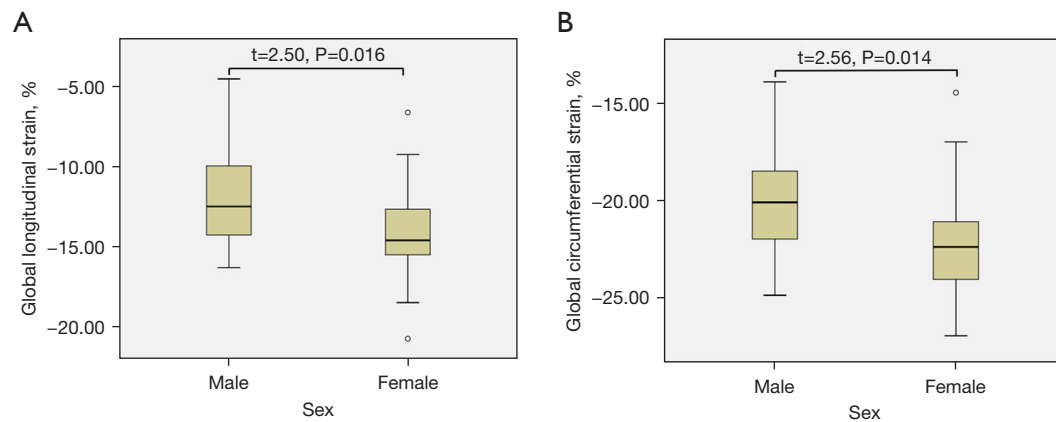 A
t=2.50, P=0.016
Global longitudinal strain, %
−5.00
−10.00
−15.00
−20.00
Male
Female
Sex
B
t=2.56, P=0.014
Global circumferential strain, %
−15.00
−20.00
−25.00
Male
Female
Sex